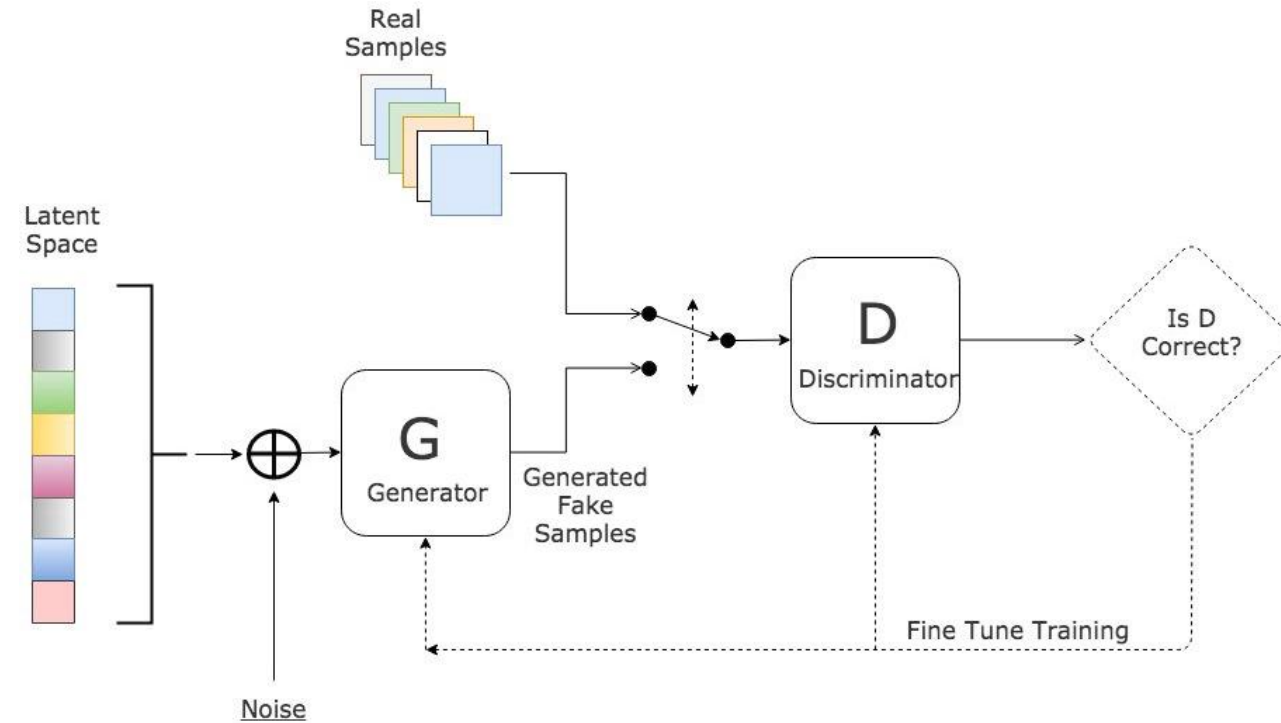 Real
Samples
Latent
Space
Is D
Correct?
D
Discriminator
G
Generator
Generated
Fake
Samples
Fine Tune Training
Noise